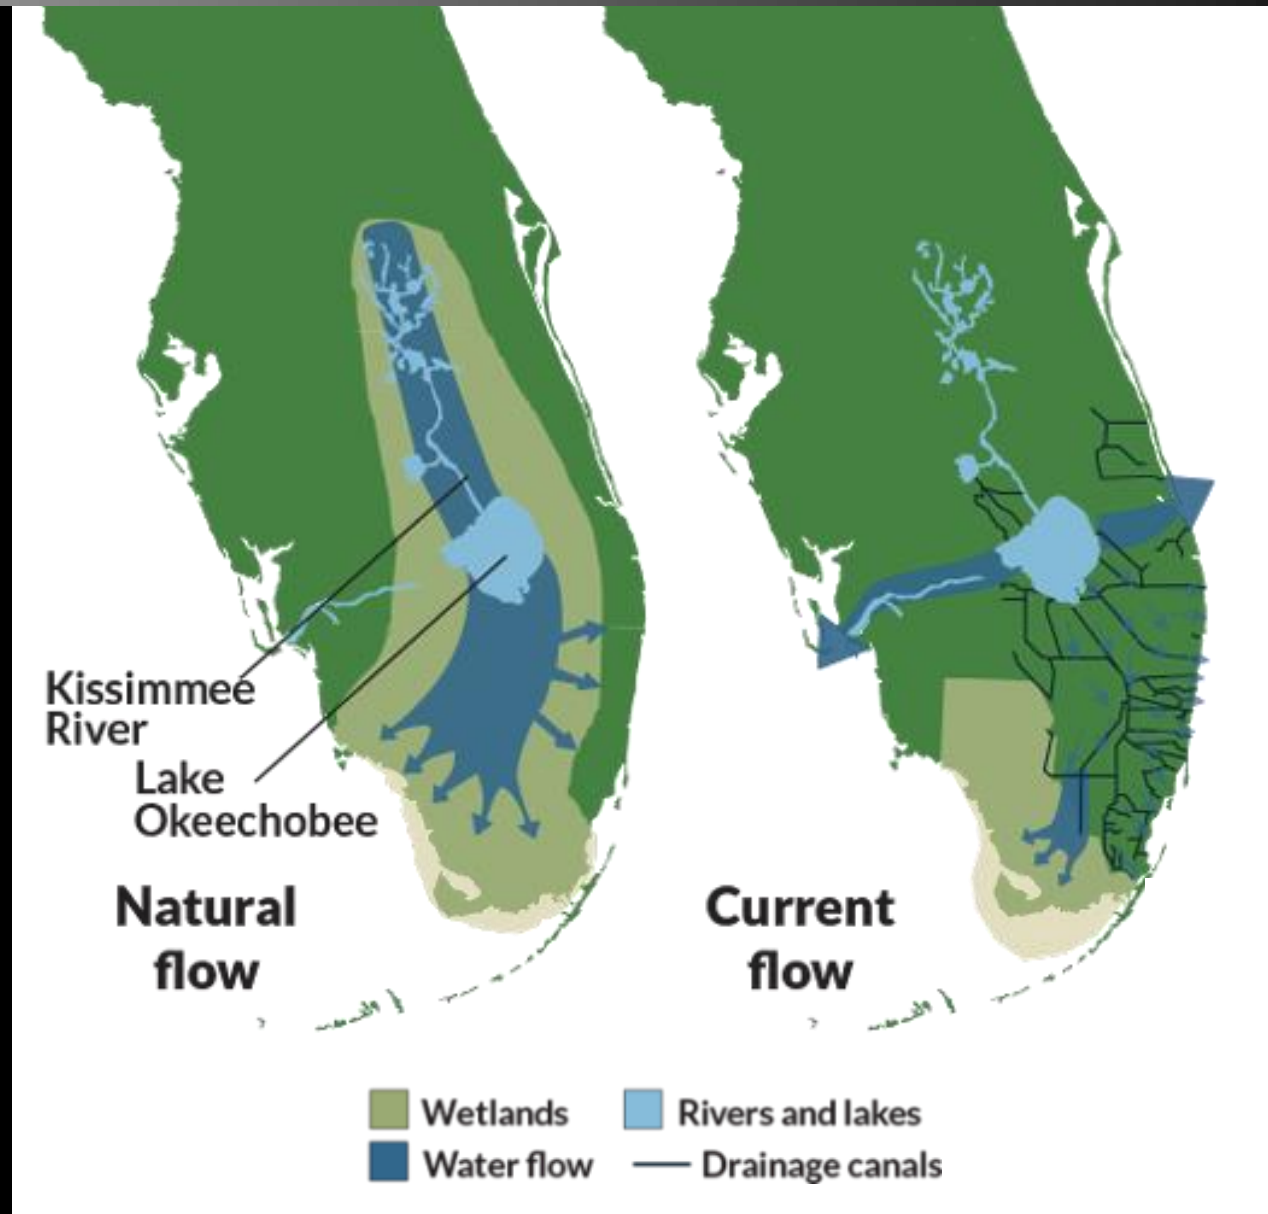 Kissimmee
River
Lake
Okeechobee
Natural
flow
Current
flow
Wetlands
Rivers and lakes
Water flow
Drainage canals